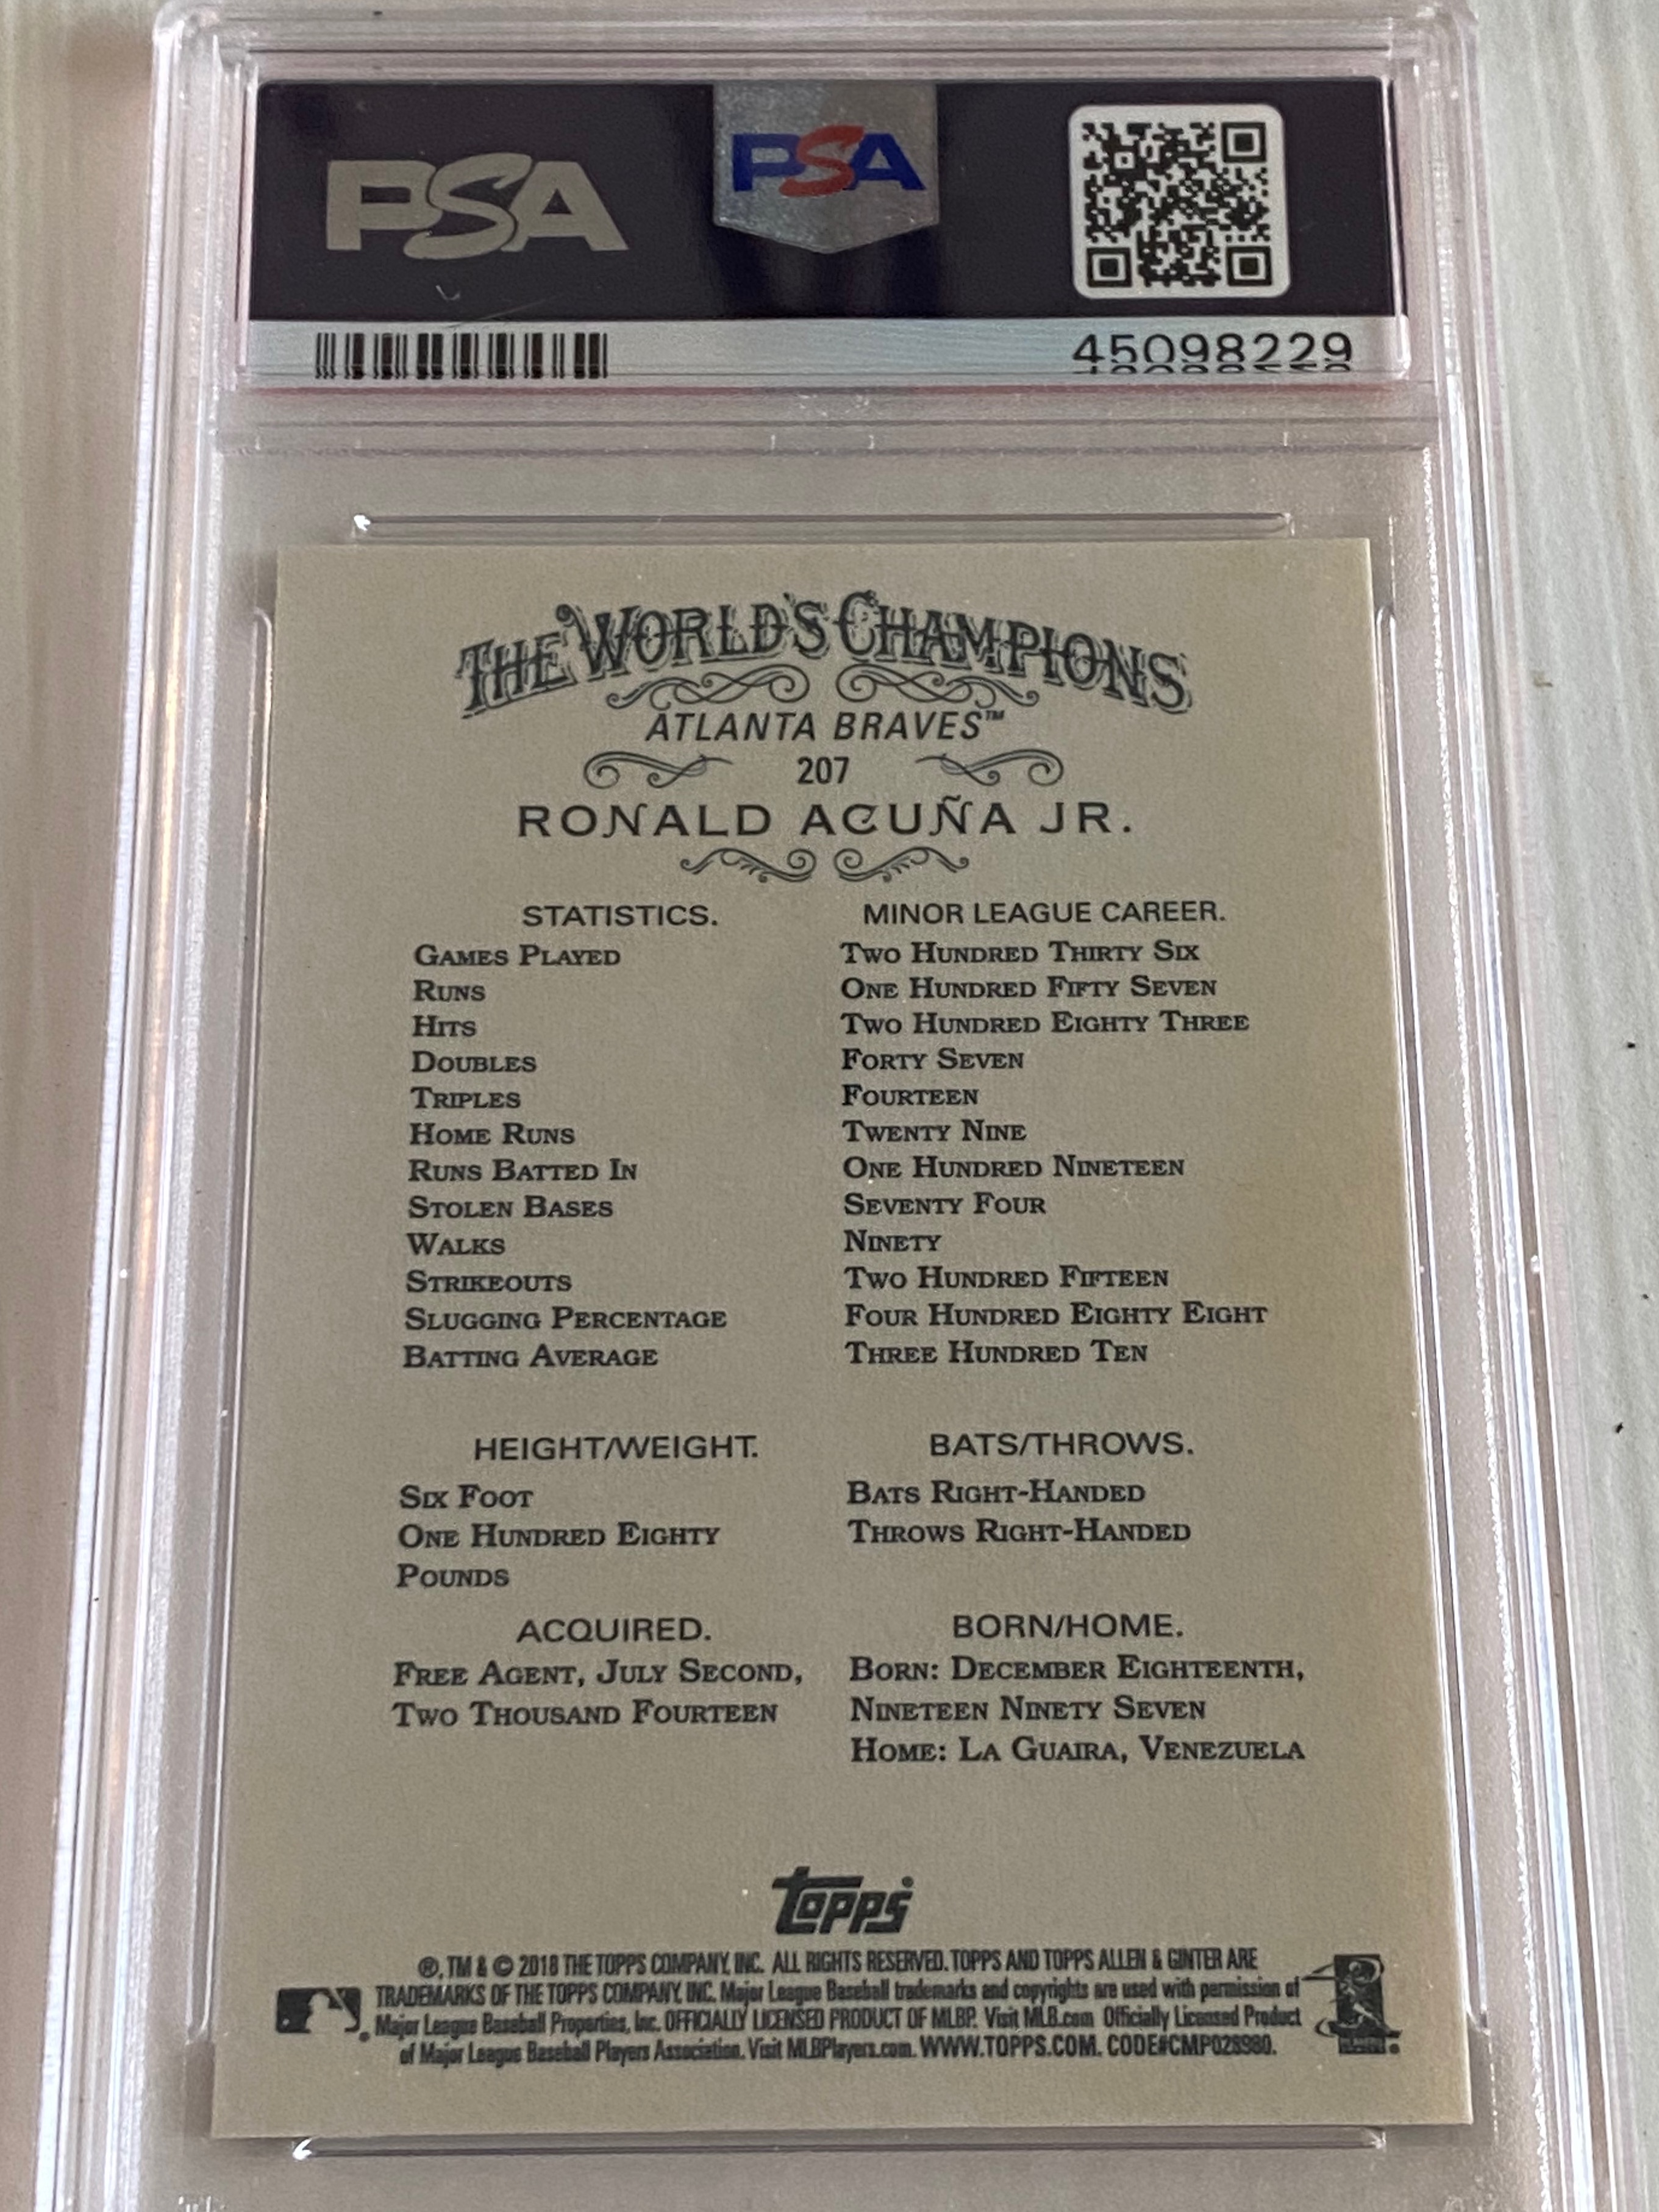 PSA
PSA
45098229
THE WORLD'S CHAMPIONS
ATLANTA BRAVES™
207
RONALD ACUÑA JR.
STATISTICS. MINOR LEAGUE CAREER.
GAMES PLAYED TWO HUNDRED THIRTY SIX
RUNS ONE HUNDRED FIFTY SEVEN
HITS TWO HUNDRED EIGHTY THREE
DOUBLES FORTY SEVEN
TRIPLES FOURTEEN
HOME RUNS TWENTY NINE
RUNS BATTED IN ONE HUNDRED NINETEEN
STOLEN BASES SEVENTY FOUR
WALKS NINETY
STRIKEOUTS TWO HUNDRED FIFTEEN
SLUGGING PERCENTAGE FOUR HUNDRED EIGHTY EIGHT
BATTING AVERAGE THREE HUNDRED TEN
HEIGHT/WEIGHT.
SIX FOOT
ONE HUNDRED EIGHTY
POUNDS
BATS/THROWS.
BATS RIGHT-HANDED
THROWS RIGHT-HANDED
ACQUIRED.
FREE AGENT, JULY SECOND,
TWO THOUSAND FOURTEEN
BORN/HOME.
BORN: DECEMBER EIGHTEENTH,
NINETEEN NINETY SEVEN
HOME: LA GUAIRA, VENEZUELA
topps
®, TM & © 2018 THE TOPPS COMPANY, INC. ALL RIGHTS RESERVED. TOPPS AND TOPPS ALLEN & GINTER ARE
TRADEMARKS OF THE TOPPS COMPANY, INC. Major League Baseball trademarks and copyrights are used with permission of
Major League Baseball Properties, Inc. OFFICIALLY LICENSED PRODUCT OF MLBP. Visit MLB.com Officially Licensed Product
of Major League Baseball Players Association. Visit MLBPlayers.com. WWW.TOPPS.COM. CODE#CMP028980.